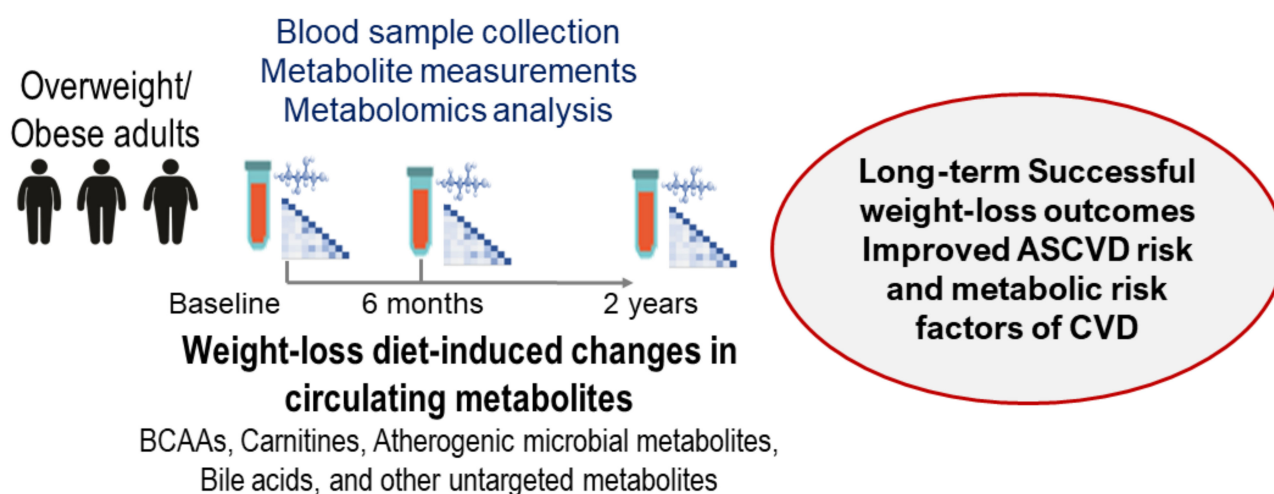 Blood sample collection
Metabolite measurements
Metabolomics analysis
Overweight/
Obese adults
Baseline
6 months
2 years
Weight-loss diet-induced changes in
circulating metabolites
BCAAs, Carnitines, Atherogenic microbial metabolites,
Bile acids, and other untargeted metabolites
Long-term Successful
weight-loss outcomes
Improved ASCVD risk
and metabolic risk
factors of CVD